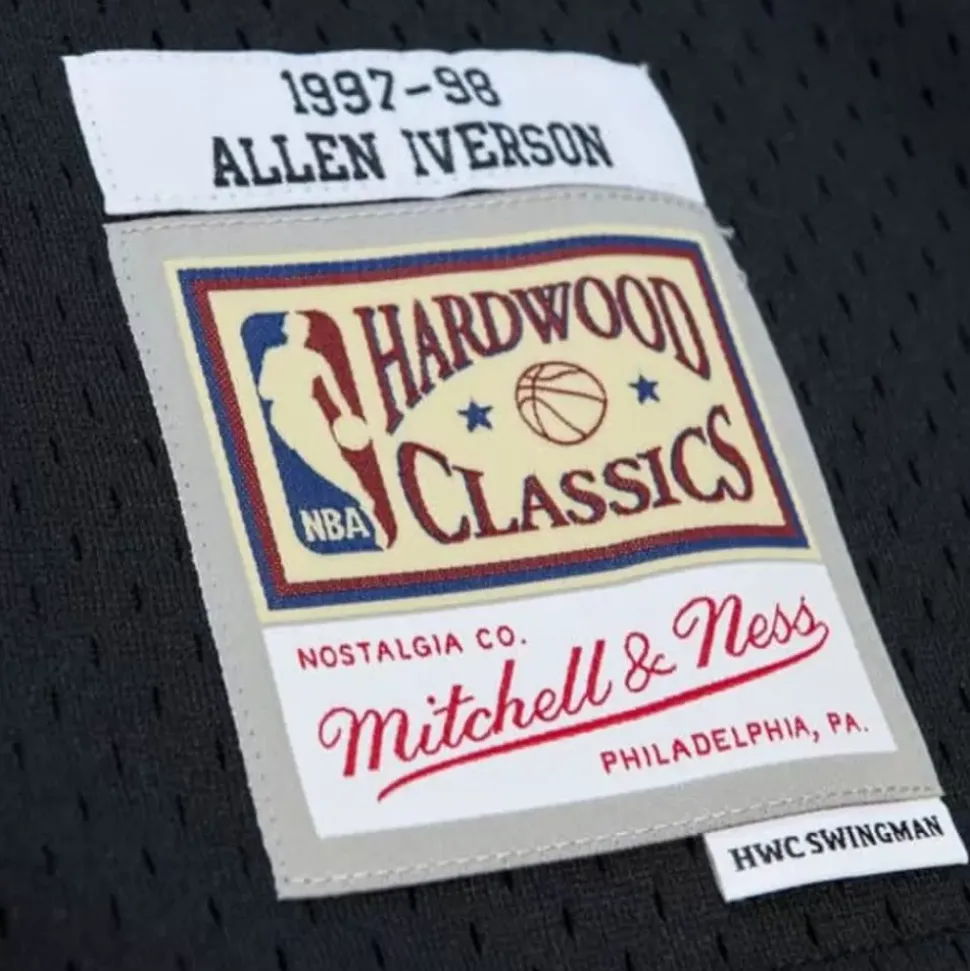 1997-98
ALLEN IVERSON
HARDWOOD
CLASSICS
NBA
NOSTALGIA CO.
Mitchell & Ness
PHILADELPHIA, PA.
HWC SWINGMAN